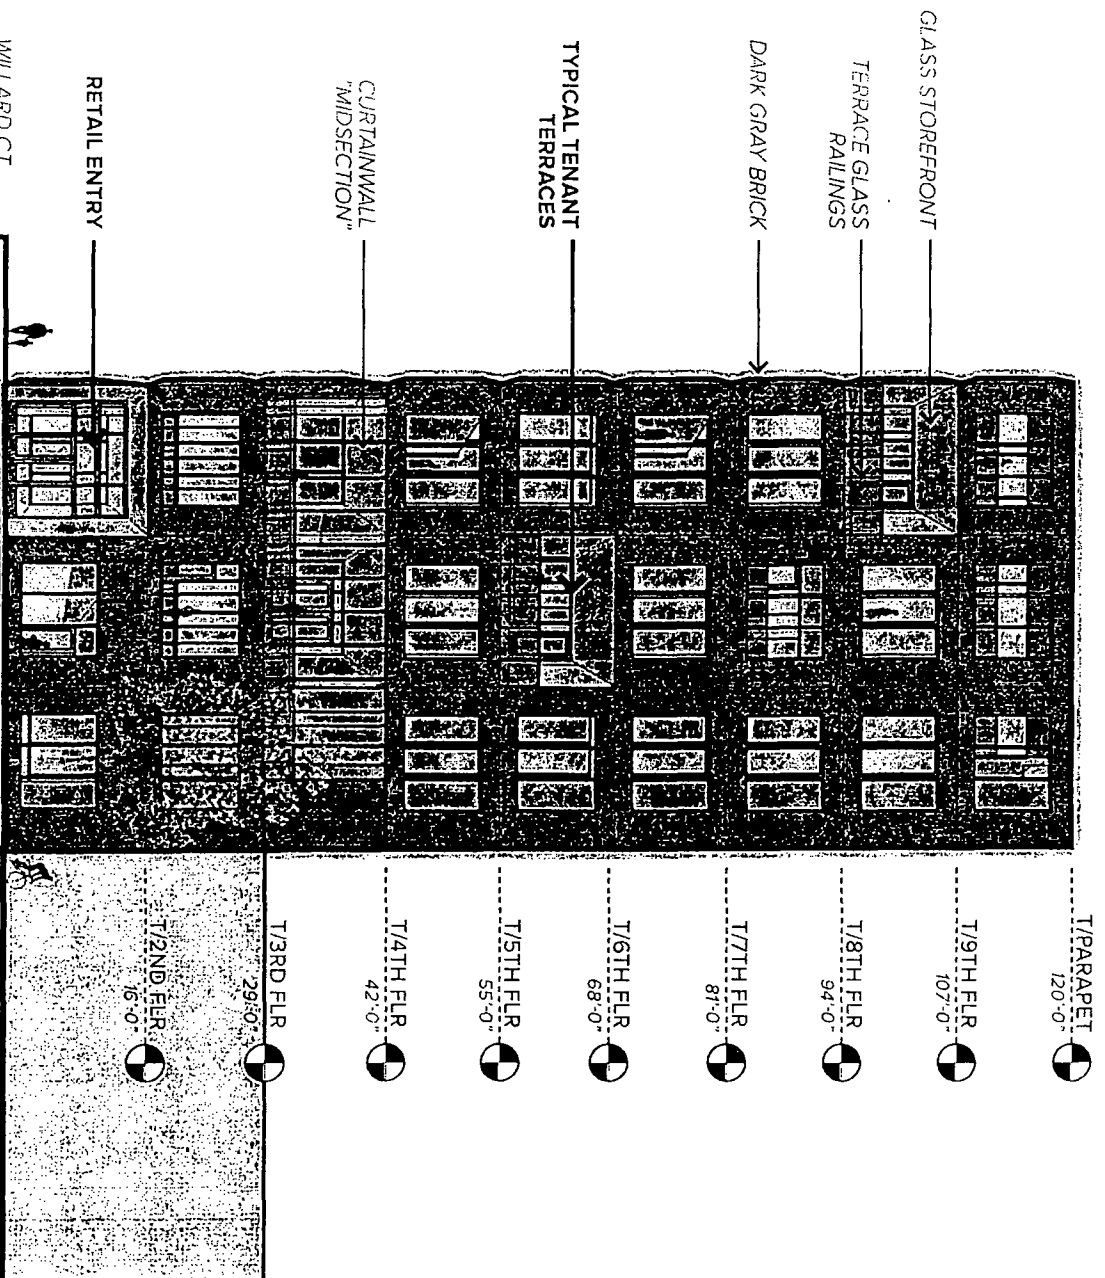 GLASS STOREFRONT
TERRACE GLASS
RAILINGS
DARK GRAY BRICK
TYPICAL TENANT
TERRACES
CURTAINWALL
"MIDSECTION"
RETAIL ENTRY
WILLARD CT
T/PARAPET
120'-0"
T/9TH FLR
107'-0"
T/8TH FLR
94'-0"
T/7TH FLR
81'-0"
T/6TH FLR
68'-0"
T/5TH FLR
55'-0"
T/4TH FLR
42'-0"
T/3RD FLR
29'-0"
T/2ND FLR
16'-0"